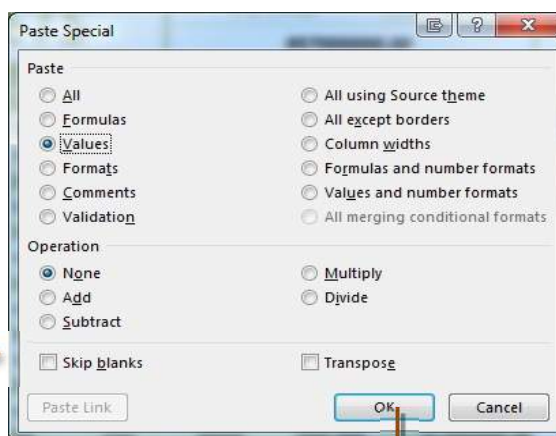 Paste Special
Paste
All
All using Source theme
Formulas
All except borders
Values
Column widths
Formats
Formulas and number formats
Comments
Values and number formats
Validation
All merging conditional formats
Operation
None
Multiply
Add
Divide
Subtract
Skip blanks
Transpose
Paste Link
OK
Cancel